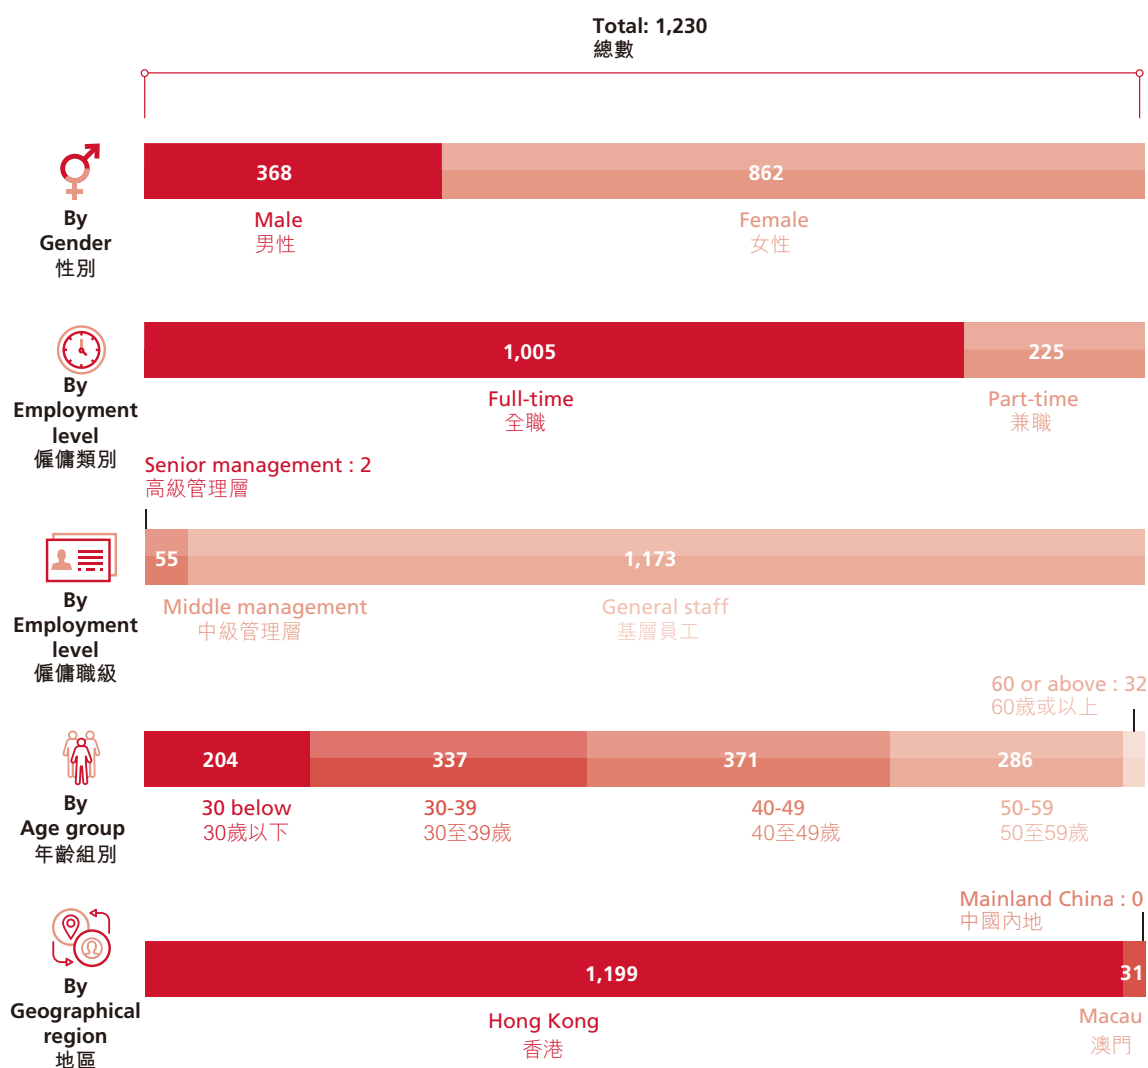 Total: 1,230
總數
368
862
By
Gender
性別
Male
男性
Female
女性
1,005
225
By
Employment
level
僱傭類別
Full-time
全職
Part-time
兼職
Senior management : 2
高級管理層
55
1,173
By
Employment
level
僱傭職級
Middle management
中級管理層
General staff
基層員工
60 or above : 32
60歲或以上
204
337
371
286
By
Age group
年齡組別
30 below
30歲以下
30-39
30至39歲
40-49
40至49歲
50-59
50至59歲
Mainland China : 0
中國內地
1,199
31
By
Geographical
region
地區
Hong Kong
香港
Macau
澳門